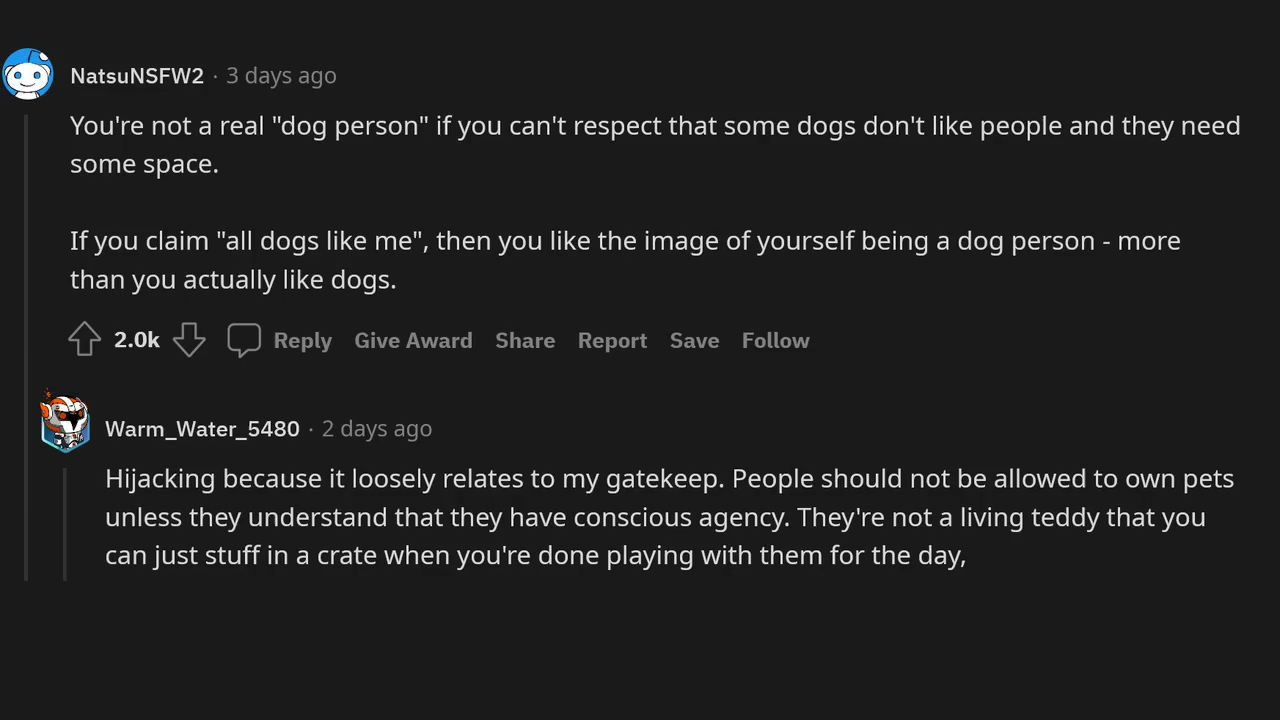 NatsuNSFW2 · 3 days ago
You're not a real "dog person" if you can't respect that some dogs don't like people and they need
some space.
If you claim "all dogs like me", then you like the image of yourself being a dog person - more
than you actually like dogs.
2.0k Reply Give Award Share Report Save Follow
Warm_Water_5480 · 2 days ago
Hijacking because it loosely relates to my gatekeep. People should not be allowed to own pets
unless they understand that they have conscious agency. They're not a living teddy that you
can just stuff in a crate when you're done playing with them for the day,